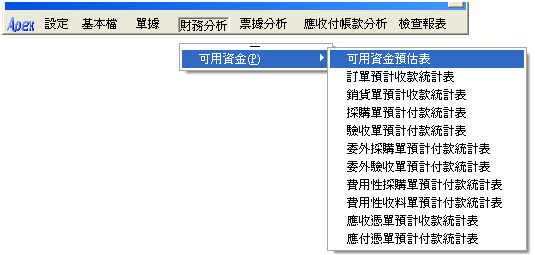 Apex 設定 基本檔 單據 財務分析 票據分析 應收付帳款分析 檢查報表
可用資金(P)
可用資金預估表
訂單預計收款統計表
銷貨單預計收款統計表
採購單預計付款統計表
驗收單預計付款統計表
委外採購單預計付款統計表
委外驗收單預計付款統計表
費用性採購單預計付款統計表
費用性收料單預計付款統計表
應收憑單預計收款統計表
應付憑單預計付款統計表